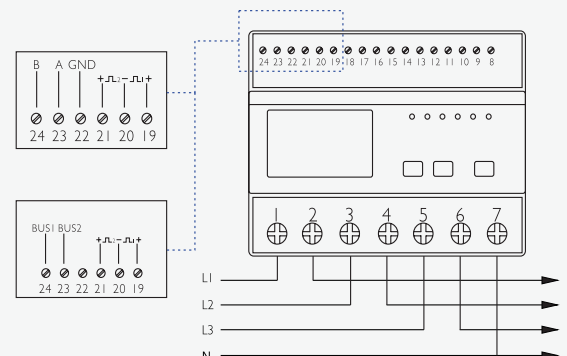 B A GND
+ 2 − 1 +
24 23 22 21 20 19
24 23 22 21 20 19 18 17 16 15 14 13 12 11 10 9 8
BUS1 BUS2
+ 2 − 1 +
24 23 22 21 20 19
1 2 3 4 5 6 7
L1
L2
L3
N